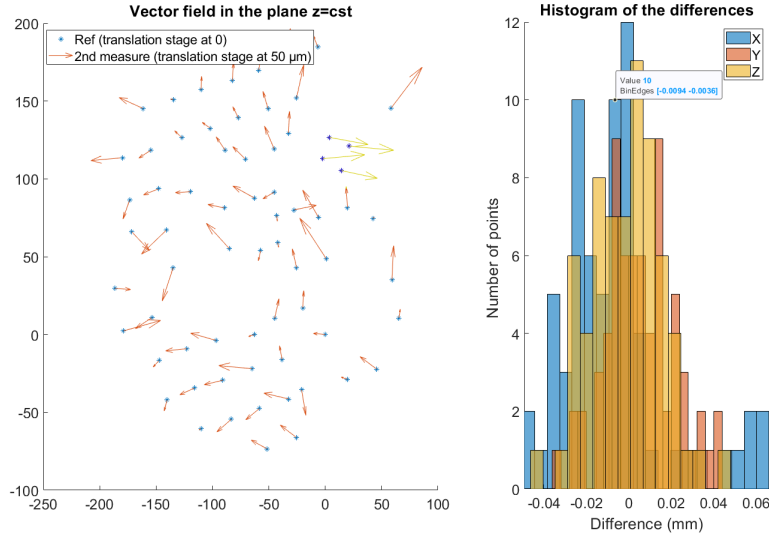 Vector field in the plane z=cst
200
150
100
50
0
-50
-100
-250
-200
-150
-100
-50
0
50
100
Ref (translation stage at 0)
2nd measure (translation stage at 50 µm)
Histogram of the differences
12
10
8
6
4
2
0
-0.04
-0.02
0
0.02
0.04
0.06
Number of points
Difference (mm)
X
Y
Z
Value 10
BinEdges [-0.0094 -0.0036]